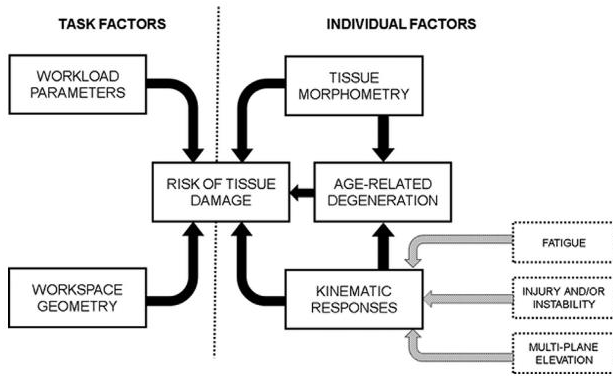 TASK FACTORS
INDIVIDUAL FACTORS
WORKLOAD
PARAMETERS
TISSUE
MORPHOMETRY
RISK OF TISSUE
DAMAGE
AGE-RELATED
DEGENERATION
WORKSPACE
GEOMETRY
KINEMATIC
RESPONSES
FATIGUE
INJURY AND/OR
INSTABILITY
MULTI-PLANE
ELEVATION